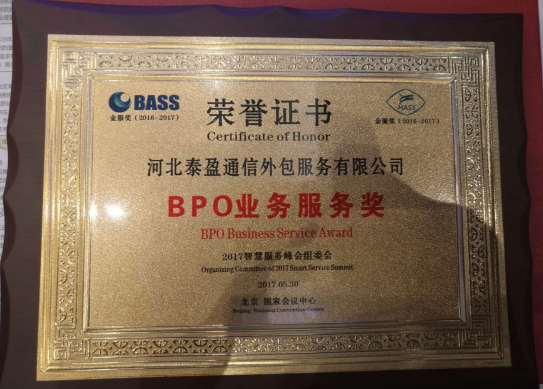 BASS
金服奖（2016-2017）
荣誉证书
Certificate of Honor
HASS
金服奖（2016-2017）
河北泰盈通信外包服务有限公司
BPO业务服务奖
BPO Business Service Award
2017智慧服务峰会组委会
Organizing Committee of 2017 Smart Service Summit
2017.05.30
北京 国家会议中心
Beijing National Convention Center